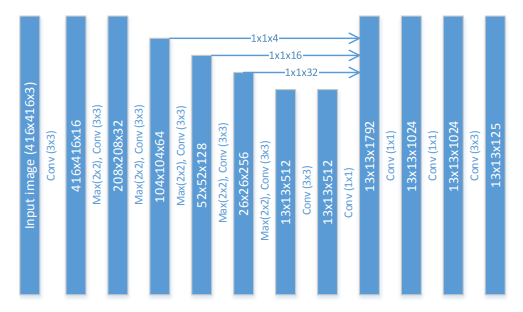 Input image (416x416x3)
Conv (3x3)
416x416x16
Max(2x2), Conv (3x3)
208x208x32
Max(2x2), Conv (3x3)
104x104x64
Max(2x2), Conv (3x3)
52x52x128
Max(2x2), Conv (3x3)
26x26x256
Max(2x2), Conv (3x3)
13x13x512
Conv (3x3)
13x13x512
Conv (1x1)
1x1x4
1x1x16
1x1x32
13x13x1792
Conv (1x1)
13x13x1024
Conv (1x1)
13x13x1024
Conv (3x3)
13x13x125